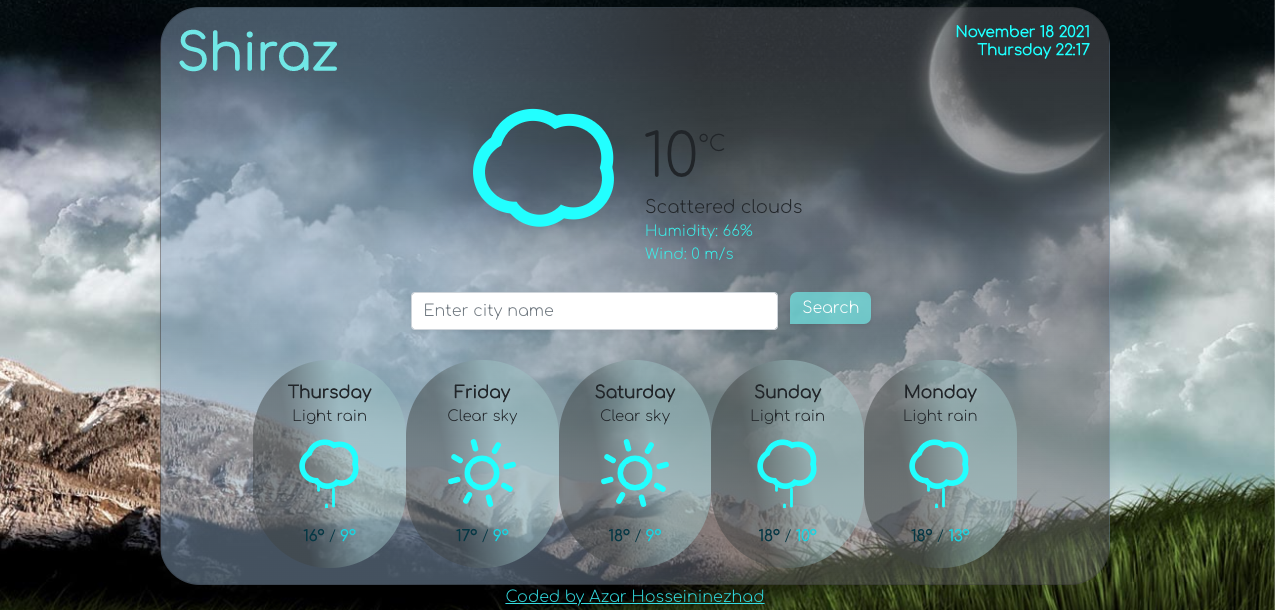 Shiraz
November 18 2021
Thursday 22:17
10°C
Scattered clouds
Humidity: 66%
Wind: 0 m/s
Enter city name
Search
Thursday
Light rain
16° / 9°
Friday
Clear sky
17° / 9°
Saturday
Clear sky
18° / 9°
Sunday
Light rain
18° / 10°
Monday
Light rain
18° / 13°
Coded by Azar Hosseininezhad